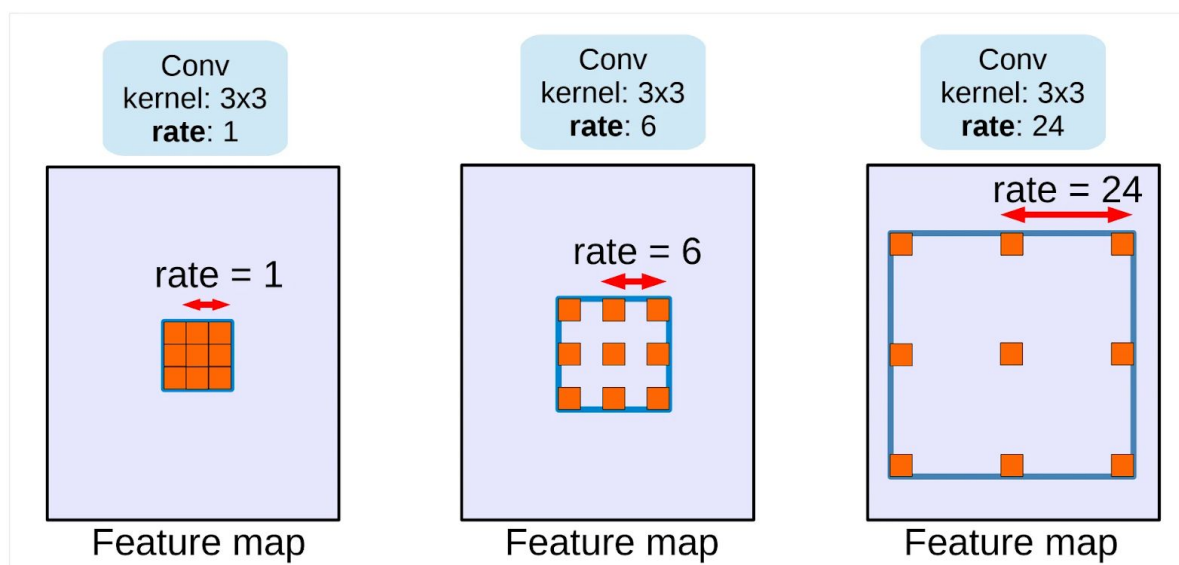 Conv
kernel: 3x3
rate: 1
rate = 1
Feature map
Conv
kernel: 3x3
rate: 6
rate = 6
Feature map
Conv
kernel: 3x3
rate: 24
rate = 24
Feature map